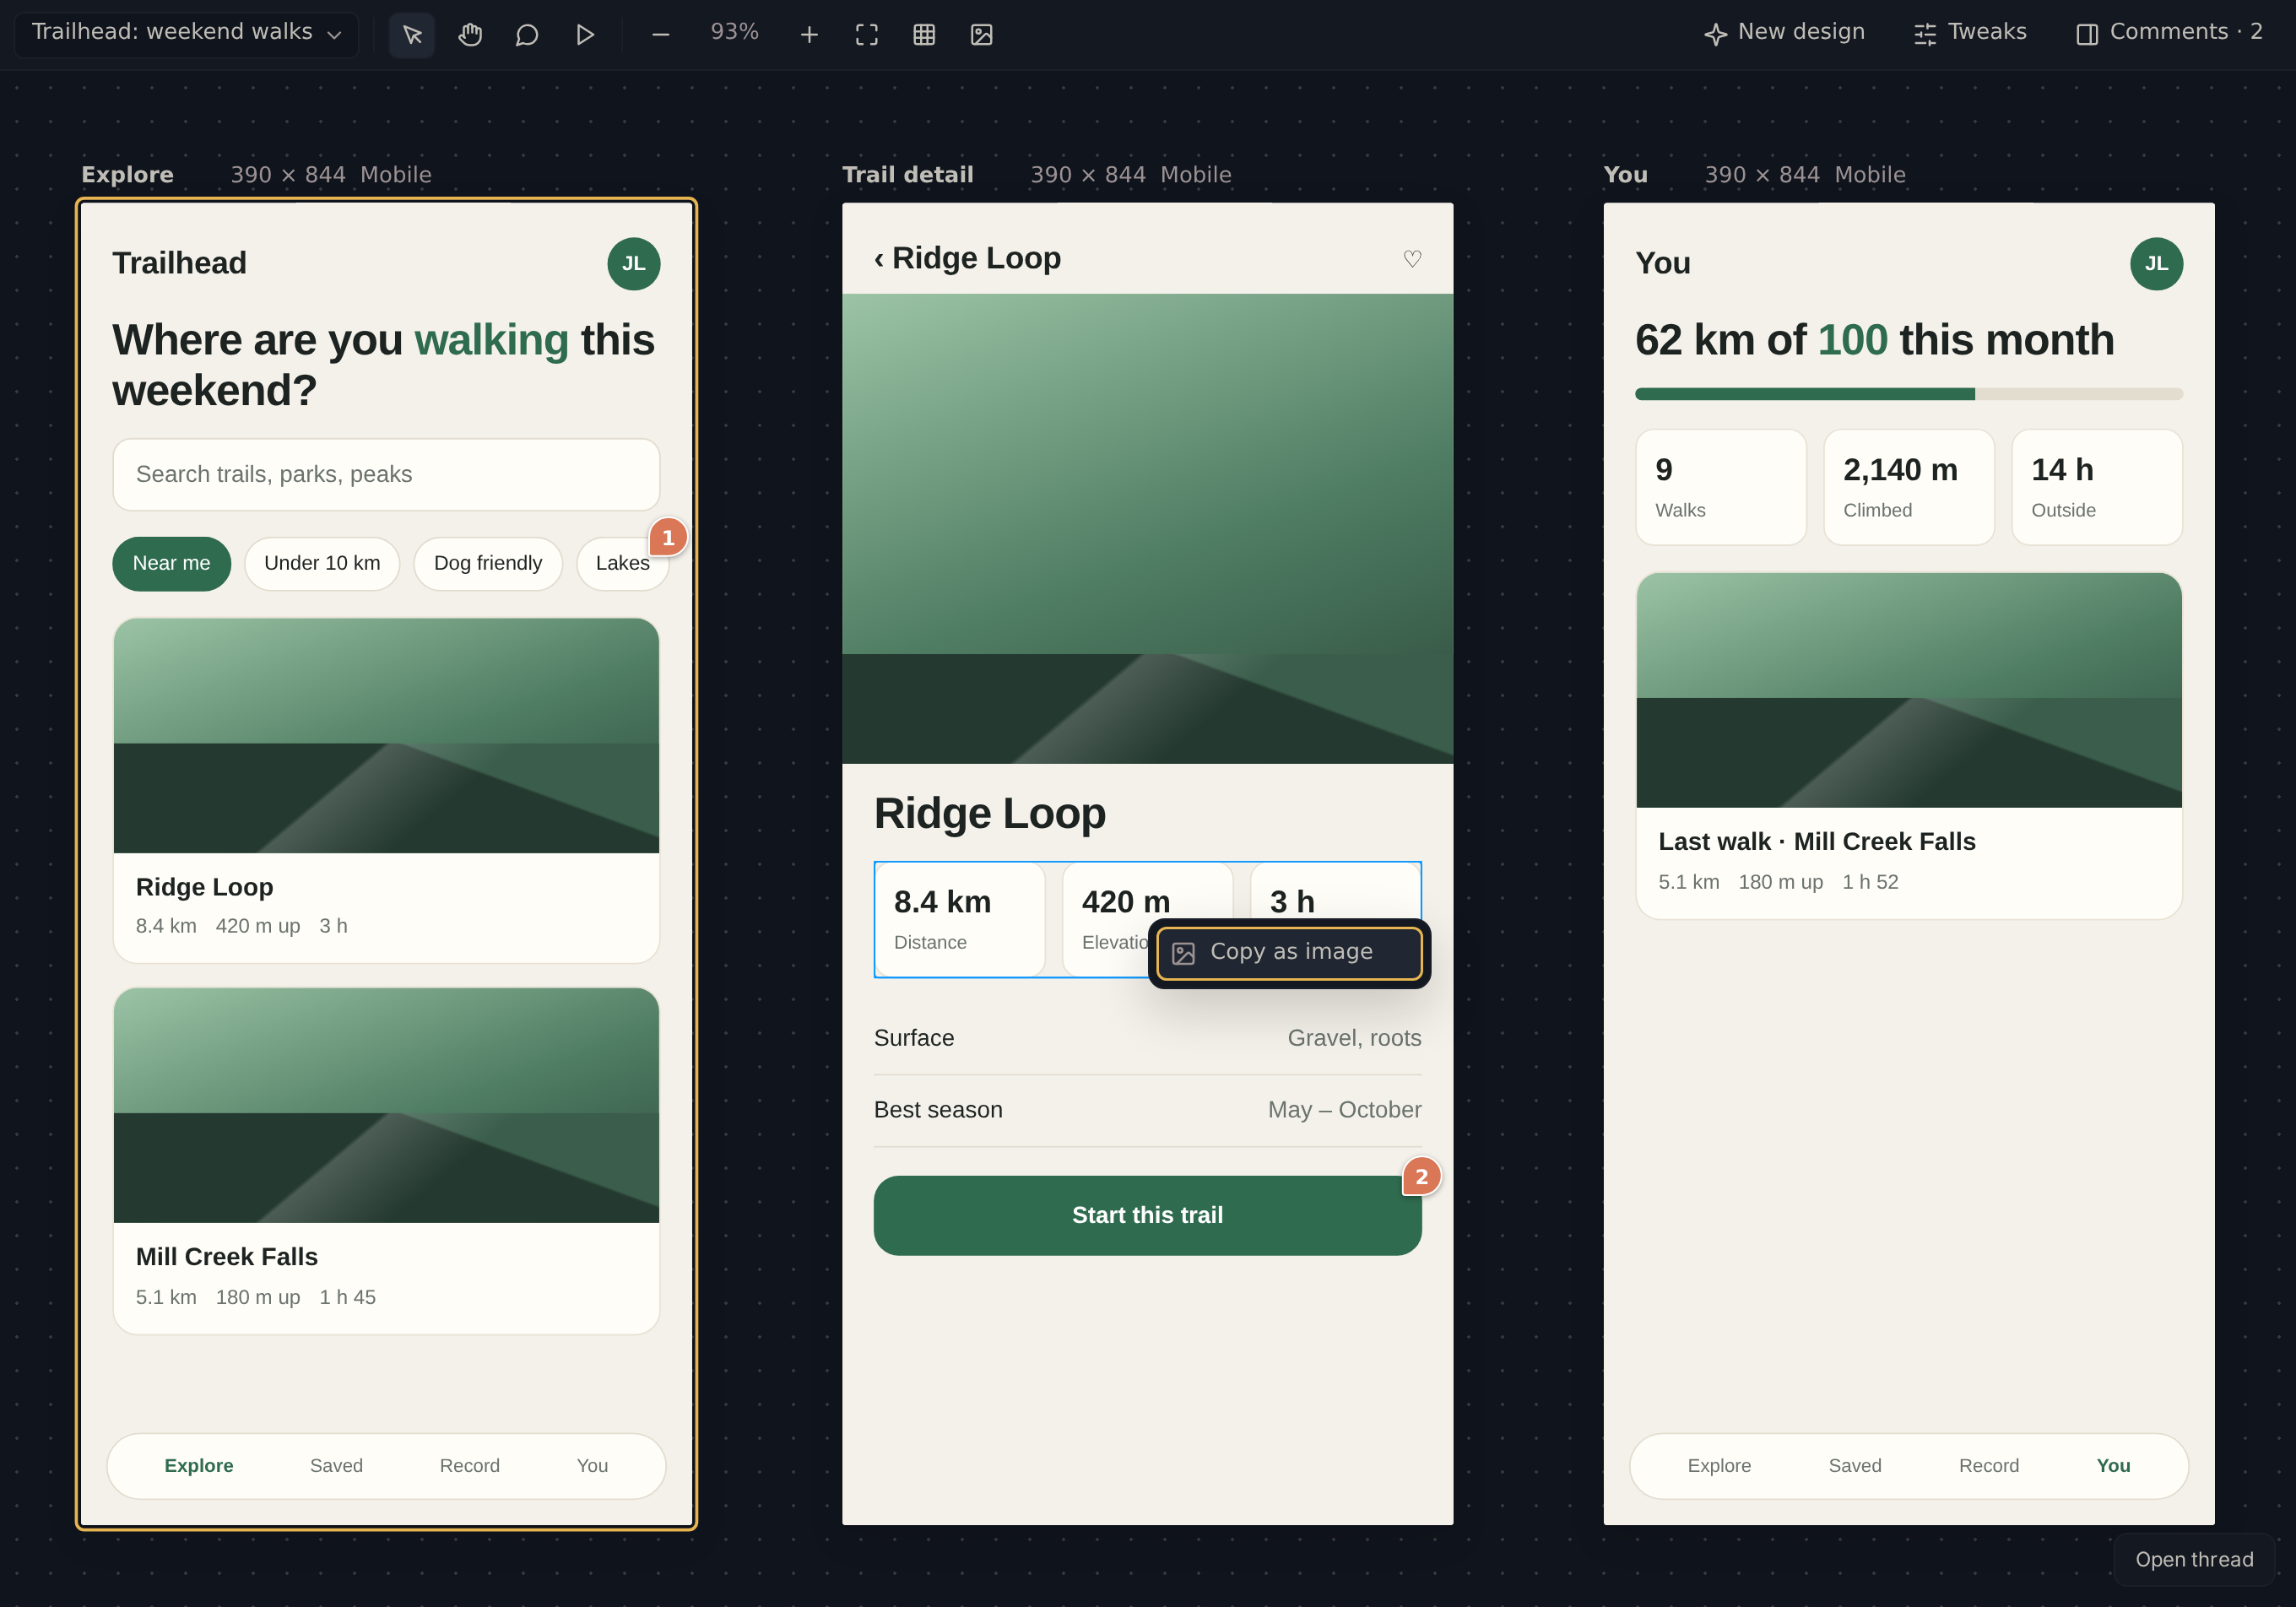 Trailhead: weekend walks
93%
New design
Tweaks
Comments · 2
Explore 390 × 844 Mobile
Trailhead
JL
Where are you walking this
weekend?
Search trails, parks, peaks
1
Near me
Under 10 km
Dog friendly
Lakes
Ridge Loop
8.4 km 420 m up 3 h
Mill Creek Falls
5.1 km 180 m up 1 h 45
Explore Saved Record You
Trail detail 390 × 844 Mobile
‹ Ridge Loop ♡
Ridge Loop
8.4 km
Distance
420 m
3 h
Copy as image
Surface Gravel, roots
Best season May – October
2
Start this trail
You 390 × 844 Mobile
You
JL
62 km of 100 this month
9
Walks
2,140 m
Climbed
14 h
Outside
Last walk · Mill Creek Falls
5.1 km 180 m up 1 h 52
Explore Saved Record You
Open thread